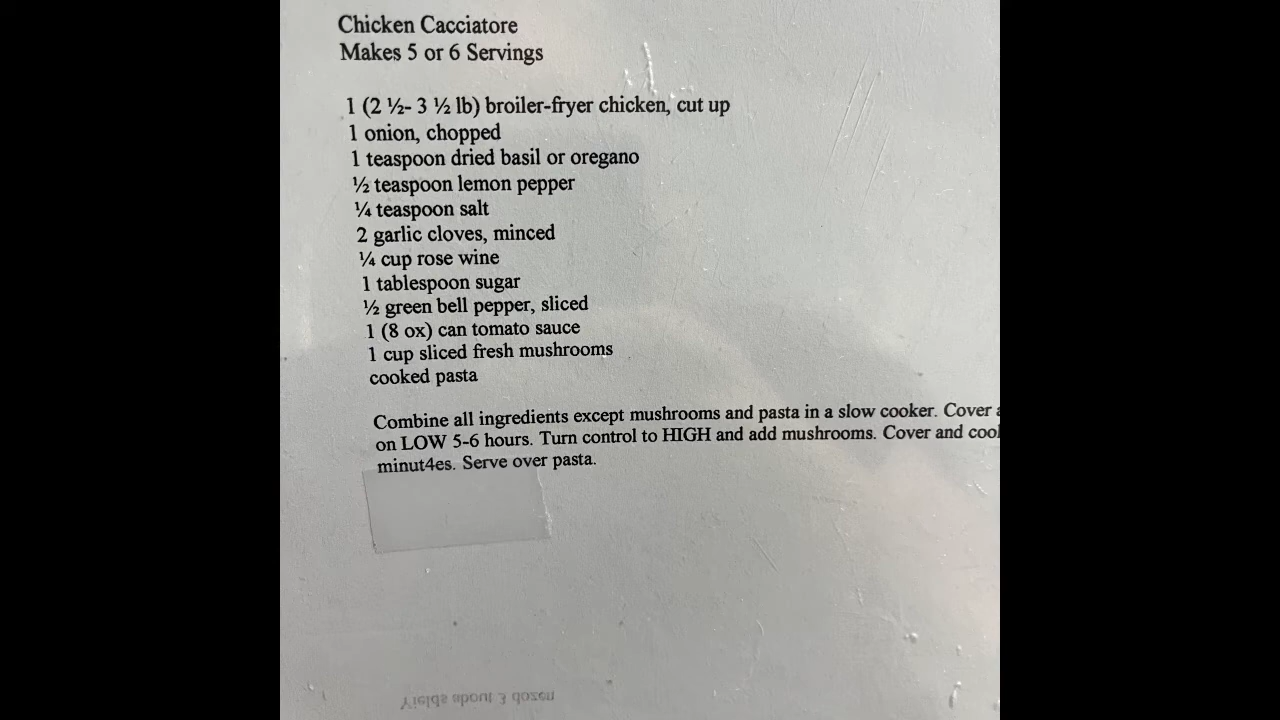 Chicken Cacciatore
Makes 5 or 6 Servings
1 (2 ½- 3 ½ lb) broiler-fryer chicken, cut up
1 onion, chopped
1 teaspoon dried basil or oregano
½ teaspoon lemon pepper
¼ teaspoon salt
2 garlic cloves, minced
¼ cup rose wine
1 tablespoon sugar
½ green bell pepper, sliced
1 (8 ox) can tomato sauce
1 cup sliced fresh mushrooms
cooked pasta
Combine all ingredients except mushrooms and pasta in a slow cooker. Cover
on LOW 5-6 hours. Turn control to HIGH and add mushrooms. Cover and
minut4es. Serve over pasta.
Yields about 3 dozen